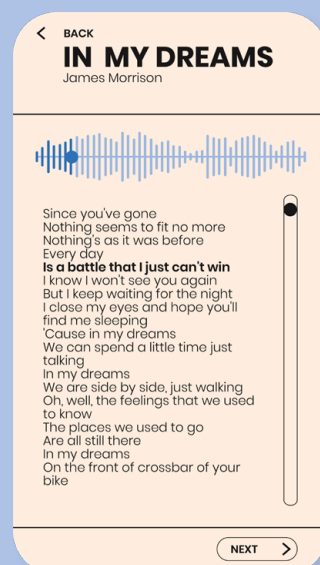 BACK
IN MY DREAMS
James Morrison
Since you've gone
Nothing seems to fit no more
Nothing's as it was before
Every day
Is a battle that I just can't win
I know I won't see you again
But I keep waiting for the night
I close my eyes and hope you'll
find me sleeping
'Cause in my dreams
We can spend a little time just
talking
In my dreams
We are side by side, just walking
Oh, well, the feelings that we used
to know
The places we used to go
Are all still there
In my dreams
On the front of crossbar of your
bike
NEXT